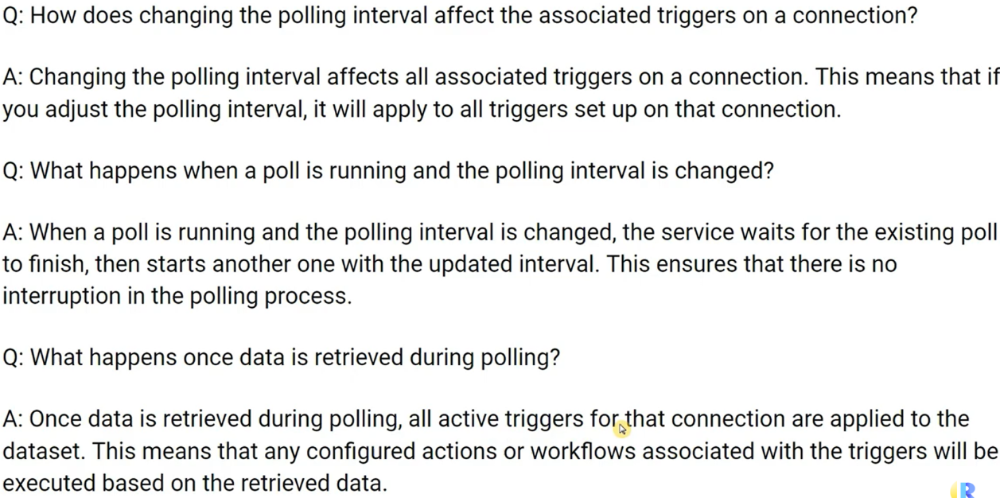 Q: How does changing the polling interval affect the associated triggers on a connection?
A: Changing the polling interval affects all associated triggers on a connection. This means that if
you adjust the polling interval, it will apply to all triggers set up on that connection.
Q: What happens when a poll is running and the polling interval is changed?
A: When a poll is running and the polling interval is changed, the service waits for the existing poll
to finish, then starts another one with the updated interval. This ensures that there is no
interruption in the polling process.
Q: What happens once data is retrieved during polling?
A: Once data is retrieved during polling, all active triggers for that connection are applied to the
dataset. This means that any configured actions or workflows associated with the triggers will be
executed based on the retrieved data.
R